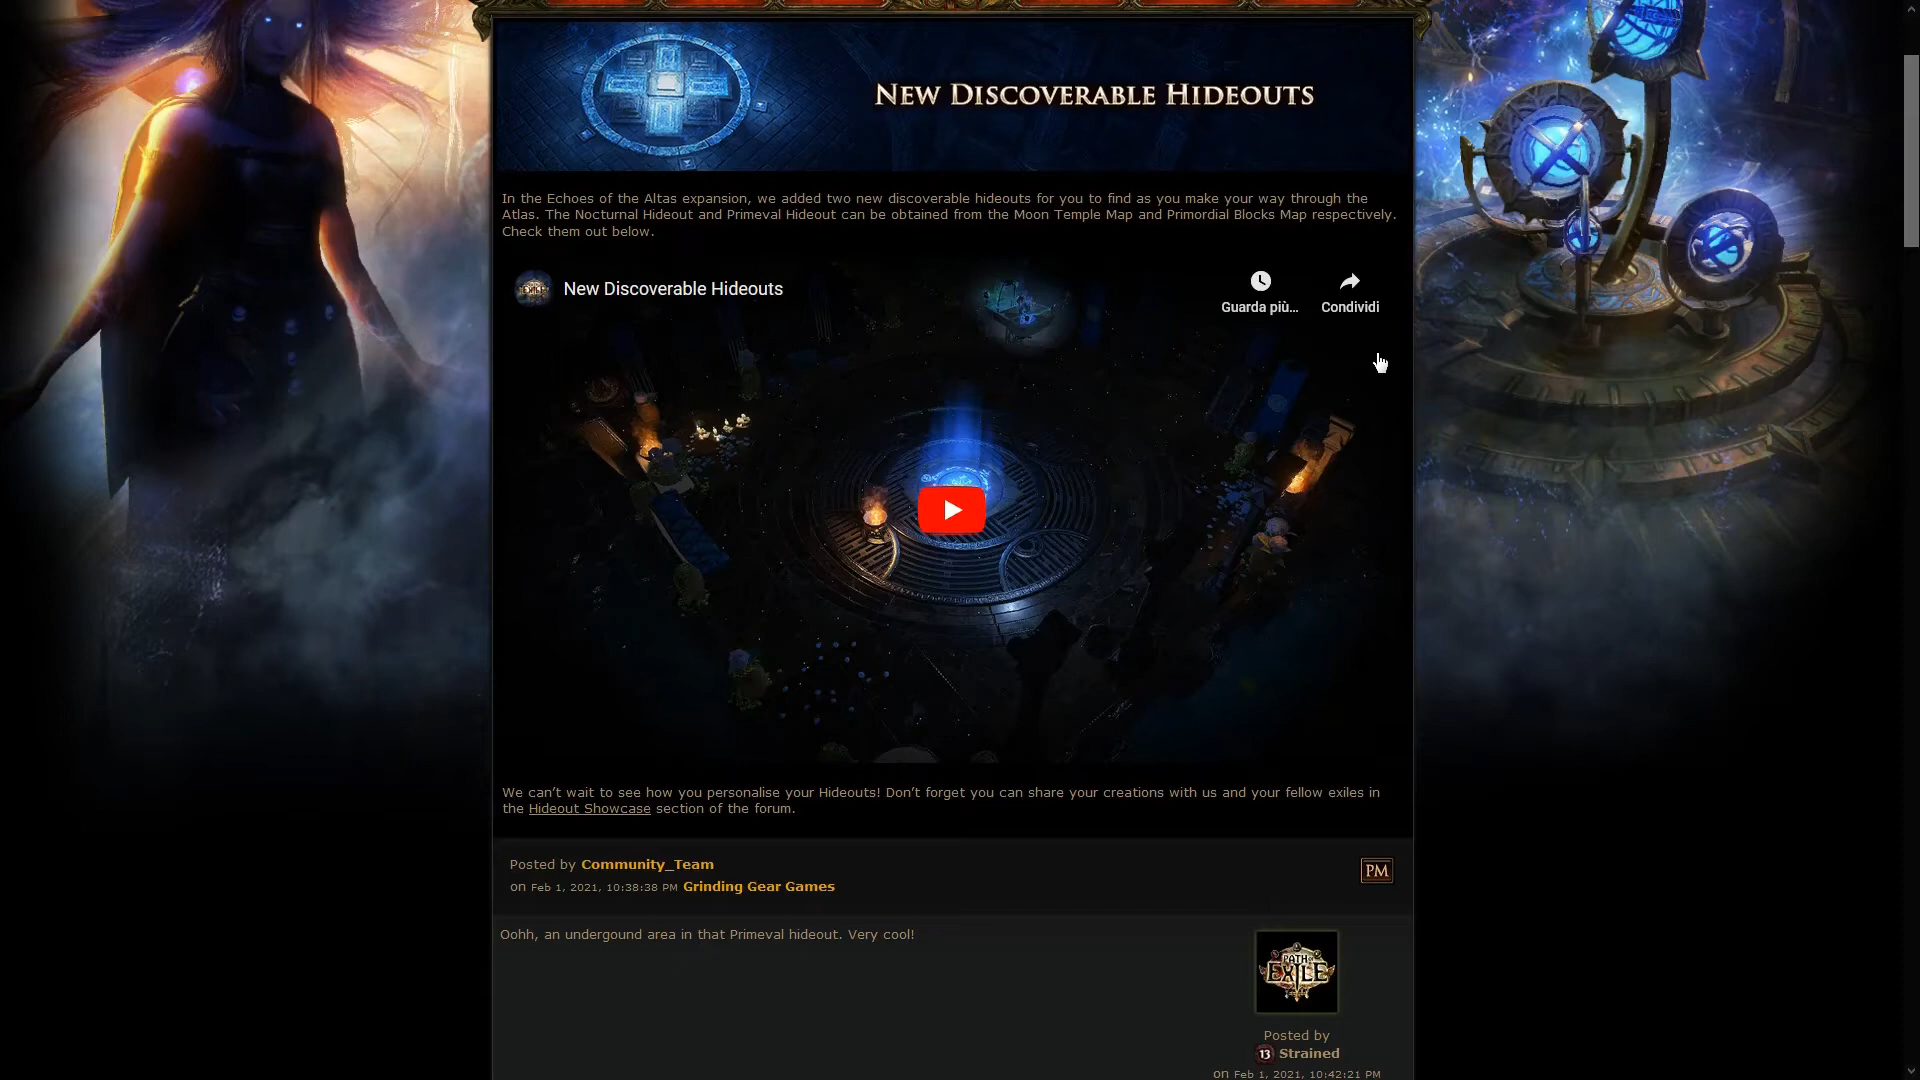 New Discoverable Hideouts
In the Echoes of the Altas expansion, we added two new discoverable hideouts for you to find as you make your way through the
Atlas. The Nocturnal Hideout and Primeval Hideout can be obtained from the Moon Temple Map and Primordial Blocks Map respectively.
Check them out below.
New Discoverable Hideouts
Guarda più...
Condividi
We can’t wait to see how you personalise your Hideouts! Don’t forget you can share your creations with us and your fellow exiles in
the Hideout Showcase section of the forum.
Posted by Community_Team
on Feb 1, 2021, 10:38:38 PM Grinding Gear Games
PM
Oohh, an undergound area in that Primeval hideout. Very cool!
PATH OF
EXILE
Posted by
13 Strained
on Feb 1, 2021, 10:42:21 PM